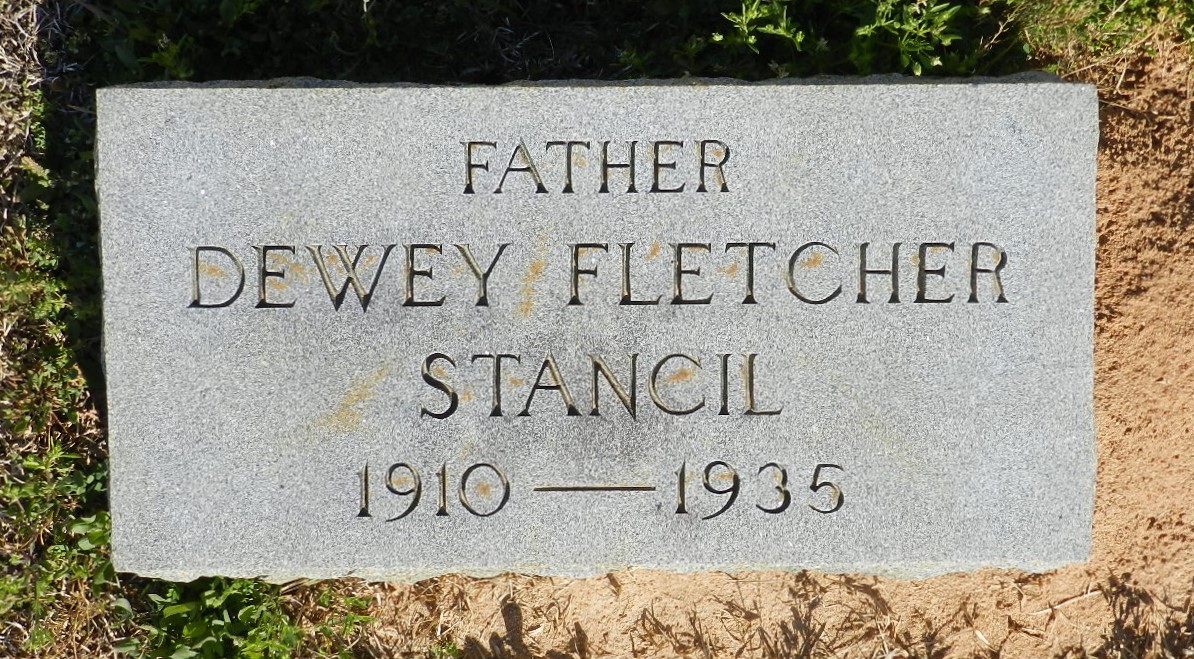 FATHER
DEWEY FLETCHER
STANCIL
1910 — 1935